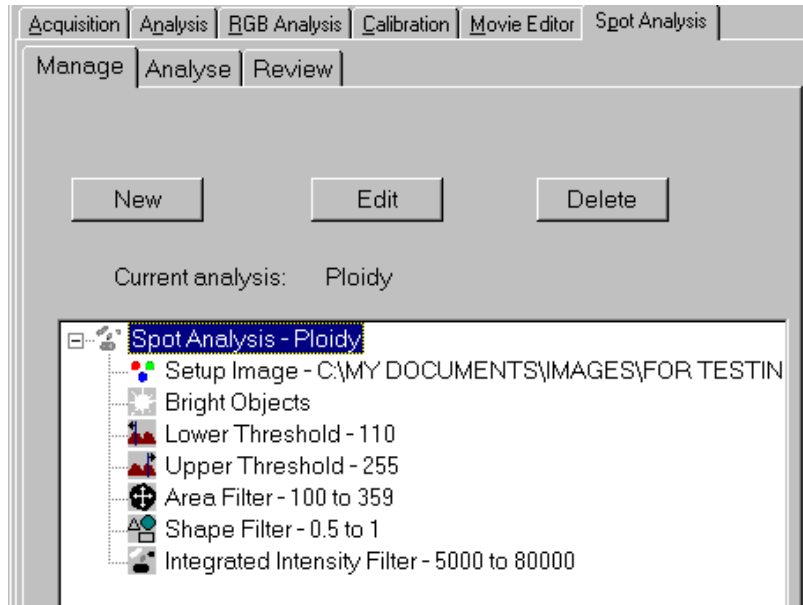 Acquisition Analysis RGB Analysis Calibration Movie Editor Spot Analysis
Manage Analyse Review
New Edit Delete
Current analysis: Ploidy
Spot Analysis - Ploidy
Setup Image - C:\MY DOCUMENTS\IMAGES\FOR TESTIN
Bright Objects
Lower Threshold - 110
Upper Threshold - 255
Area Filter - 100 to 359
Shape Filter - 0.5 to 1
Integrated Intensity Filter - 5000 to 80000